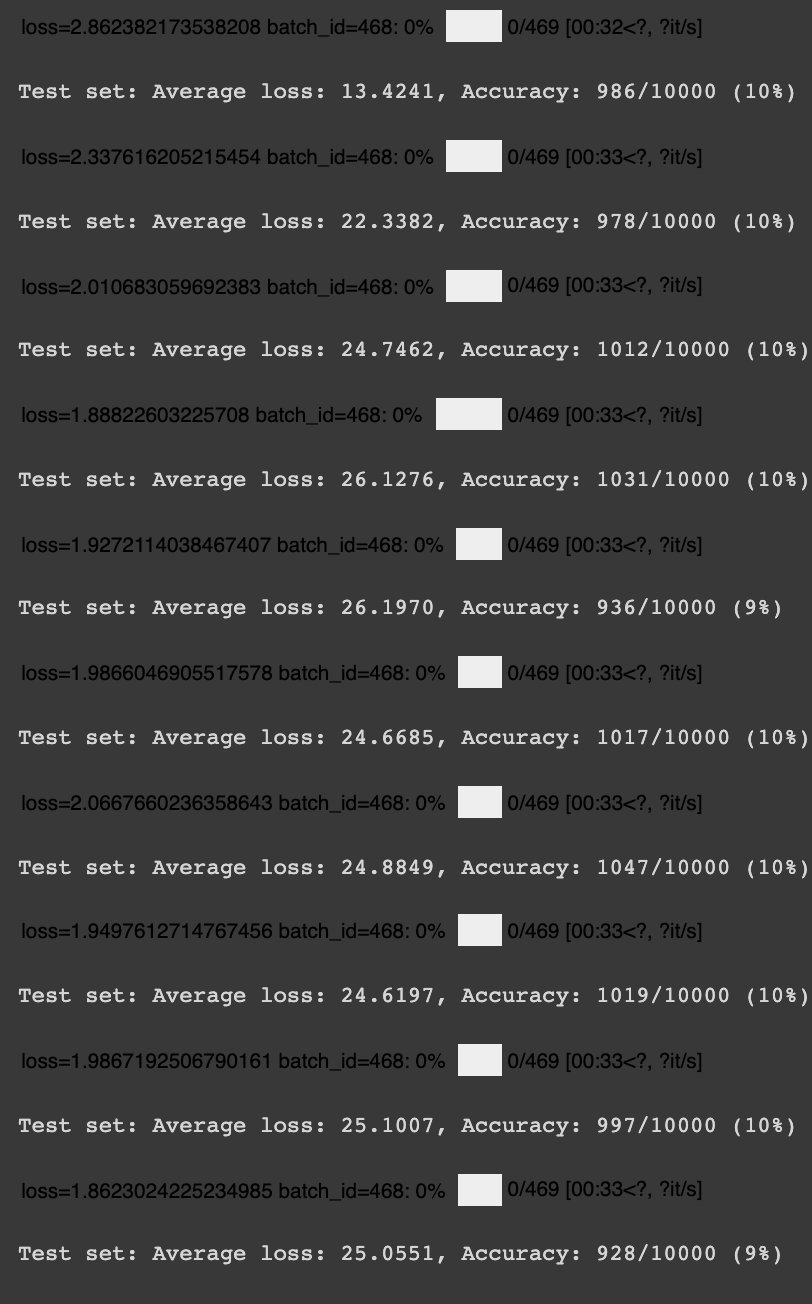 loss=2.862382173538208 batch_id=468: 0% 0/469 [00:32<?, ?it/s]
Test set: Average loss: 13.4241, Accuracy: 986/10000 (10%)
loss=2.337616205215454 batch_id=468: 0% 0/469 [00:33<?, ?it/s]
Test set: Average loss: 22.3382, Accuracy: 978/10000 (10%)
loss=2.010683059692383 batch_id=468: 0% 0/469 [00:33<?, ?it/s]
Test set: Average loss: 24.7462, Accuracy: 1012/10000 (10%)
loss=1.88822603225708 batch_id=468: 0% 0/469 [00:33<?, ?it/s]
Test set: Average loss: 26.1276, Accuracy: 1031/10000 (10%)
loss=1.9272114038467407 batch_id=468: 0% 0/469 [00:33<?, ?it/s]
Test set: Average loss: 26.1970, Accuracy: 936/10000 (9%)
loss=1.9866046905517578 batch_id=468: 0% 0/469 [00:33<?, ?it/s]
Test set: Average loss: 24.6685, Accuracy: 1017/10000 (10%)
loss=2.0667660236358643 batch_id=468: 0% 0/469 [00:33<?, ?it/s]
Test set: Average loss: 24.8849, Accuracy: 1047/10000 (10%)
loss=1.9497612714767456 batch_id=468: 0% 0/469 [00:33<?, ?it/s]
Test set: Average loss: 24.6197, Accuracy: 1019/10000 (10%)
loss=1.9867192506790161 batch_id=468: 0% 0/469 [00:33<?, ?it/s]
Test set: Average loss: 25.1007, Accuracy: 997/10000 (10%)
loss=1.8623024225234985 batch_id=468: 0% 0/469 [00:33<?, ?it/s]
Test set: Average loss: 25.0551, Accuracy: 928/10000 (9%)